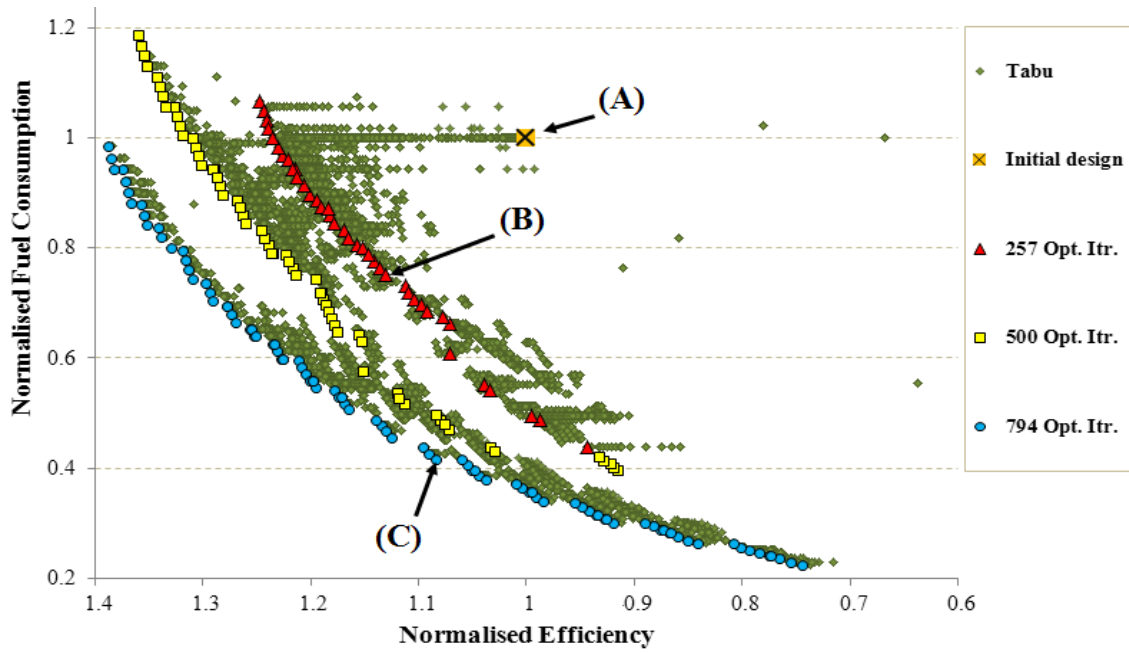 1.2
1
0.8
0.6
0.4
0.2
Normalised Fuel Consumption
1.4 1.3 1.2 1.1 1 0.9 0.8 0.7 0.6
Normalised Efficiency
(A)
(B)
(C)
Tabu
Initial design
257 Opt. Itr.
500 Opt. Itr.
794 Opt. Itr.